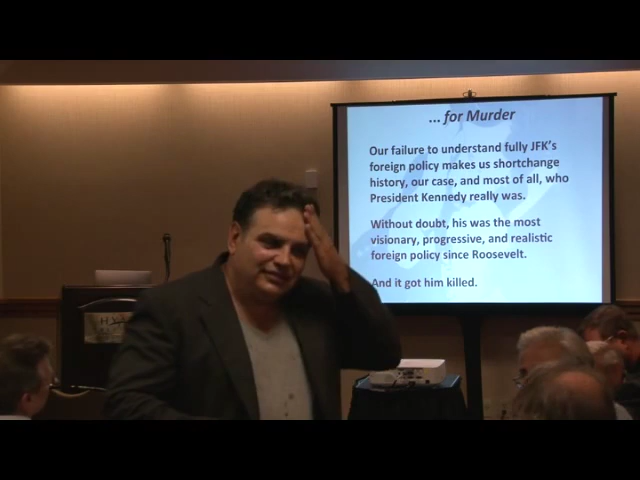 ... for Murder
Our failure to understand fully JFK's
foreign policy makes us shortchange
history, our case, and most of all, who
President Kennedy really was.
Without doubt, his was the most
visionary, progressive, and realistic
foreign policy since Roosevelt.
And it got him killed.